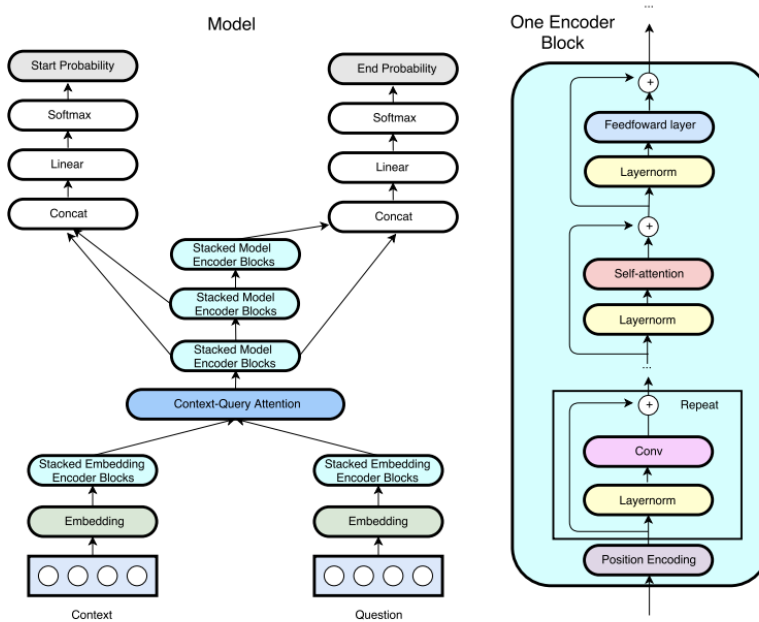 Model
Start Probability
Softmax
Linear
Concat
End Probability
Softmax
Linear
Concat
Stacked Model
Encoder Blocks
Stacked Model
Encoder Blocks
Stacked Model
Encoder Blocks
Context-Query Attention
Stacked Embedding
Encoder Blocks
Stacked Embedding
Encoder Blocks
Embedding
Embedding
Context
Question
One Encoder
Block
...
+
Feedfoward layer
Layernorm
+
Self-attention
Layernorm
...
+
Repeat
Conv
Layernorm
Position Encoding